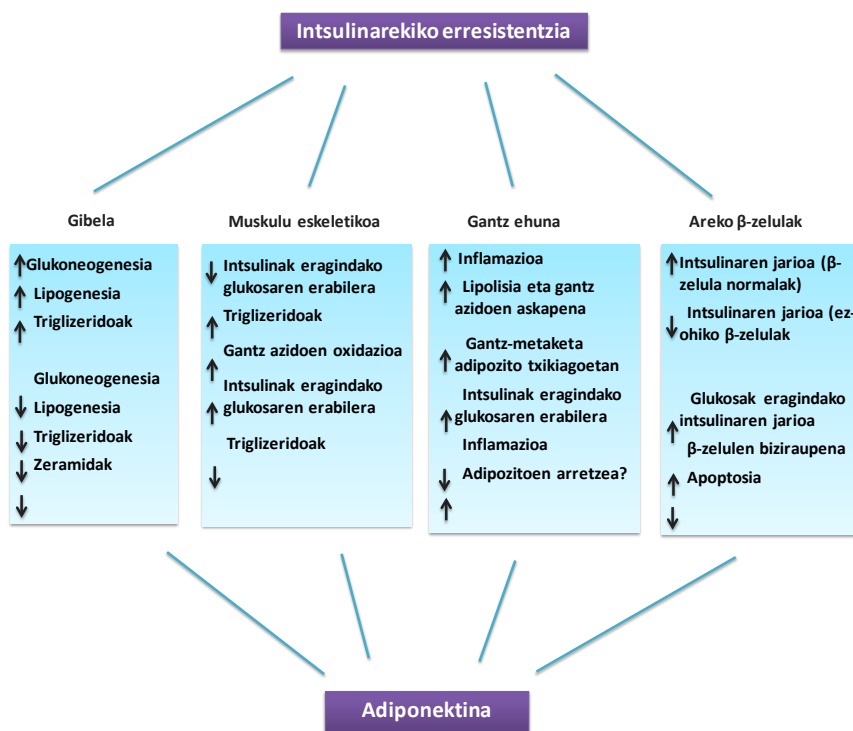 Intsulinarekiko erresistentzia
Gibela
↑Glukoneogenesia
↑ Lipogenesia
↑ Triglizeridoak
Glukoneogenesia
↓ Lipogenesia
↓ Triglizeridoak
↓ Zeramidak
↓
Muskulu eskeletikoa
↓ Intsulinak eragindako
glukosaren erabilera
↑ Triglizeridoak
Gantz azidoen oxidazioa
↑
Intsulinak eragindako
↑ glukosaren erabilera
Triglizeridoak
↓
Gantz ehuna
↑ Inflamazioa
↑ Lipolisia eta gantz
azidoen askapena
Gantz-metaketa
↑ adipozito txikiagoetan
Intsulinak eragindako
↑ glukosaren erabilera
Inflamazioa
↓ Adipozitoen arretzea?
↑
Areko β-zelulak
↑ Intsulinaren jarioa (β-
zelula normalak)
↓ Intsulinaren jarioa (ez-
ohiko β-zelulak
Glukosak eragindako
↑ intsulinaren jarioa
β-zelulen biziraupena
↑ Apoptosia
↓
Adiponektina